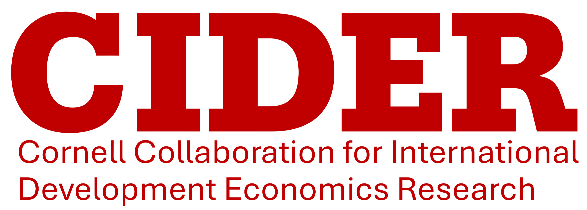 CIDER
Cornell Collaboration for International
Development Economics Research